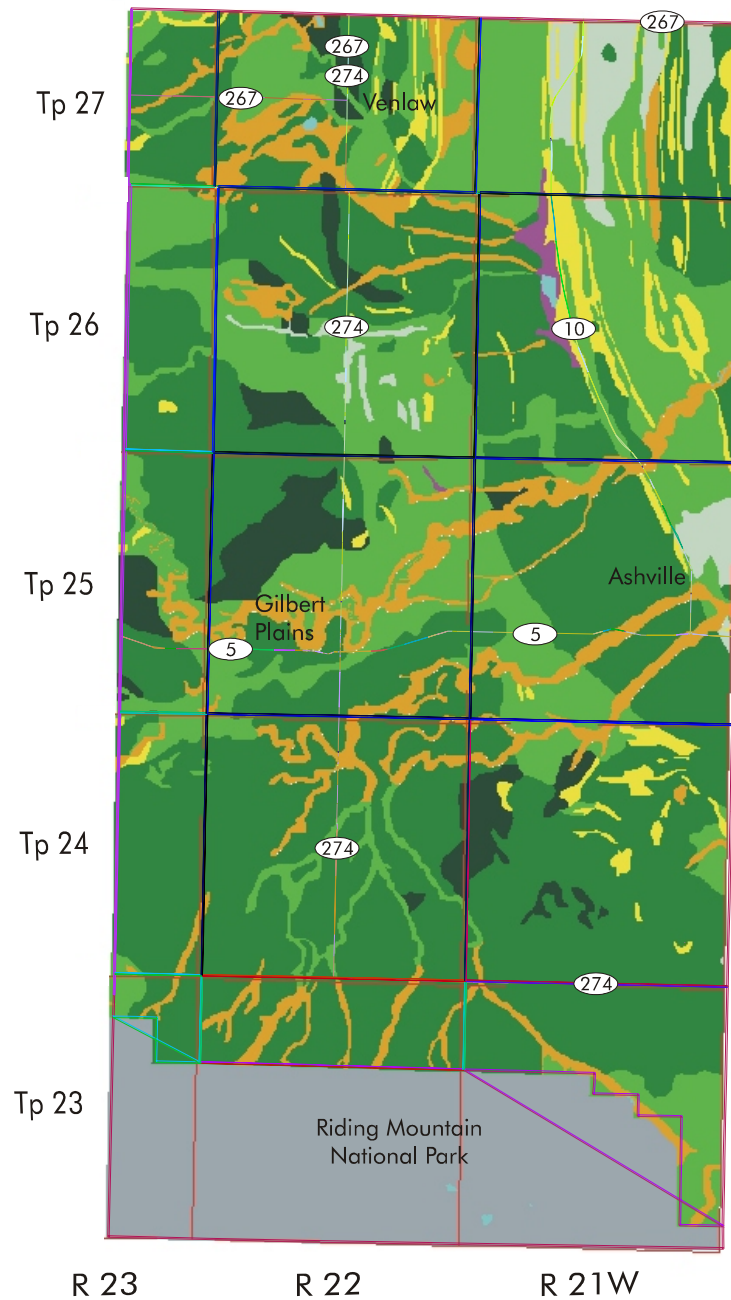 267
267
274
Tp 27
267
Venlaw
Tp 26
274
10
Tp 25
Ashville
Gilbert
Plains
5
5
Tp 24
274
274
Tp 23
Riding Mountain
National Park
R 23
R 22
R 21W